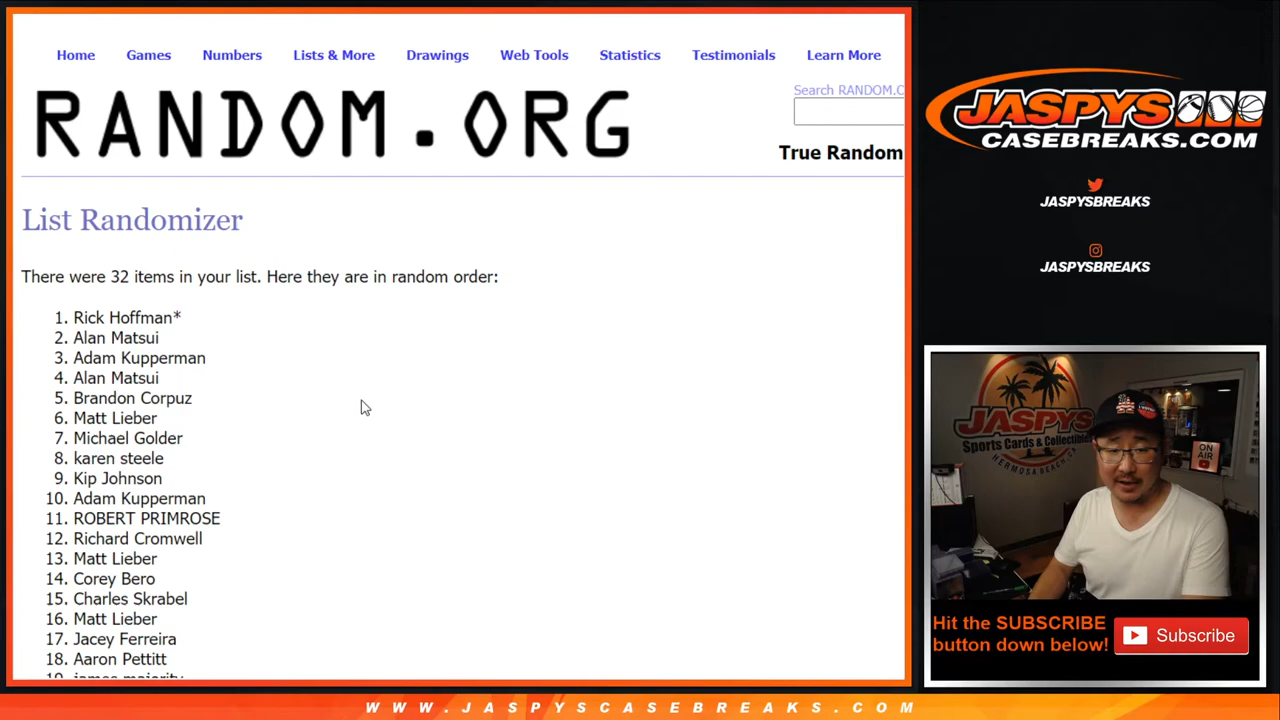 Home Games Numbers Lists & More Drawings Web Tools Statistics Testimonials Learn More
Search RANDOM.C
RANDOM.ORG
True Random
List Randomizer
There were 32 items in your list. Here they are in random order:
1. Rick Hoffman*
2. Alan Matsui
3. Adam Kupperman
4. Alan Matsui
5. Brandon Corpuz
6. Matt Lieber
7. Michael Golder
8. karen steele
9. Kip Johnson
10. Adam Kupperman
11. ROBERT PRIMROSE
12. Richard Cromwell
13. Matt Lieber
14. Corey Bero
15. Charles Skrabel
16. Matt Lieber
17. Jacey Ferreira
18. Aaron Pettitt
19. james majority
JASPYS
CASEBREAKS.COM
JASPYSBREAKS
JASPYSBREAKS
JASPYS
Sports Cards & Collectibles
HERMOSA BEACH, CA
ON AIR
Hit the SUBSCRIBE
button down below!
Subscribe
WWW.JASPYSCASEBREAKS.COM